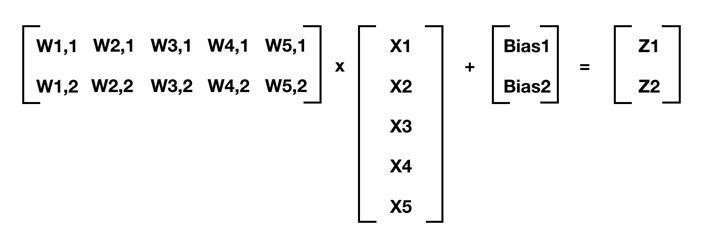 W1,1 W2,1 W3,1 W4,1 W5,1 X1 Bias1 Z1
x + =
W1,2 W2,2 W3,2 W4,2 W5,2 X2 Bias2 Z2
X3
X4
X5